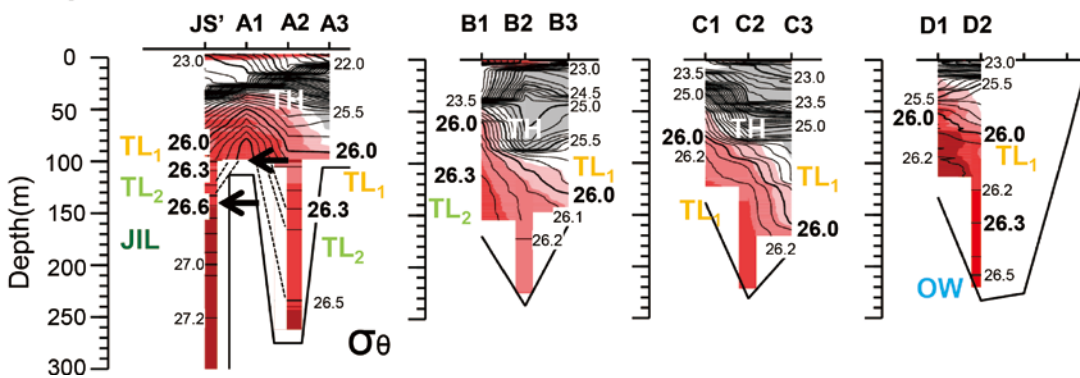 JS' A1 A2 A3
B1 B2 B3
C1 C2 C3
D1 D2
Depth(m)
0
50
100
150
200
250
300
23.0
22.0
TH
25.5
26.0
26.0
TL1
TL1
26.3
26.3
TL2
TL2
26.6
JIL
27.0
26.5
27.2
σθ
23.0
23.5
24.5
25.0
26.0
TH
25.5
TL1
26.3
26.0
TL2
26.1
26.2
23.5
25.0
23.5
25.0
26.0
TH
26.2
TL1
TL1
26.0
26.2
23.0
25.5
25.5
26.0
26.0
26.2
TL1
26.2
26.3
26.5
OW